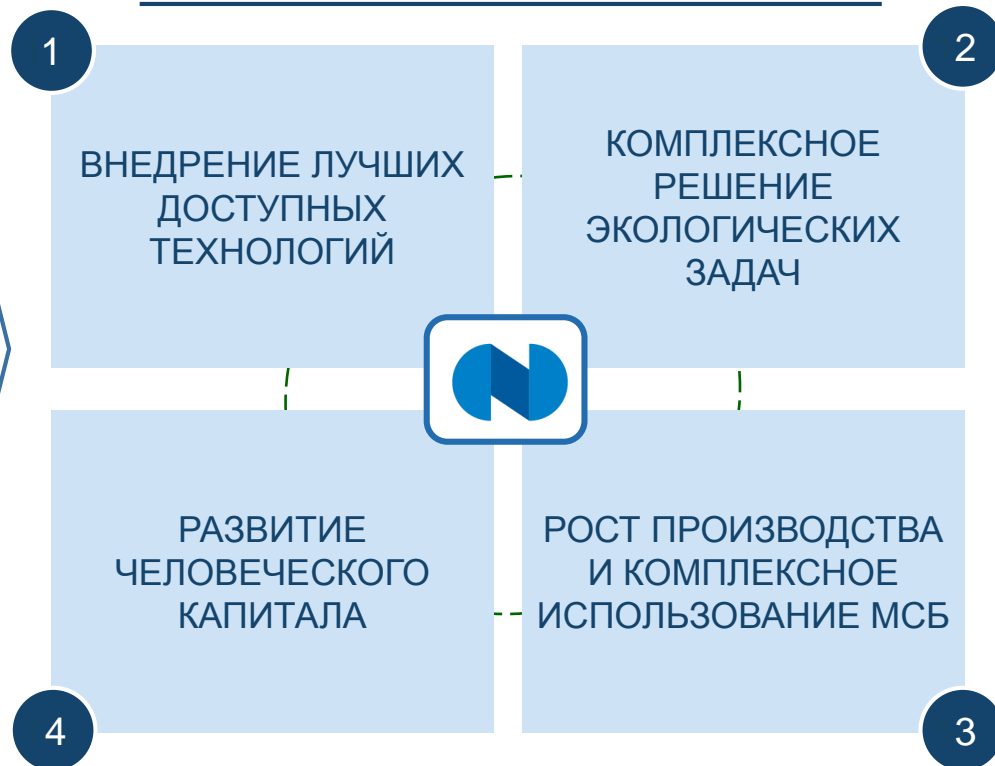 1
ВНЕДРЕНИЕ ЛУЧШИХ
ДОСТУПНЫХ
ТЕХНОЛОГИЙ
2
КОМПЛЕКСНОЕ
РЕШЕНИЕ
ЭКОЛОГИЧЕСКИХ
ЗАДАЧ
4
РАЗВИТИЕ
ЧЕЛОВЕЧЕСКОГО
КАПИТАЛА
3
РОСТ ПРОИЗВОДСТВА
И КОМПЛЕКСНОЕ
ИСПОЛЬЗОВАНИЕ МСБ